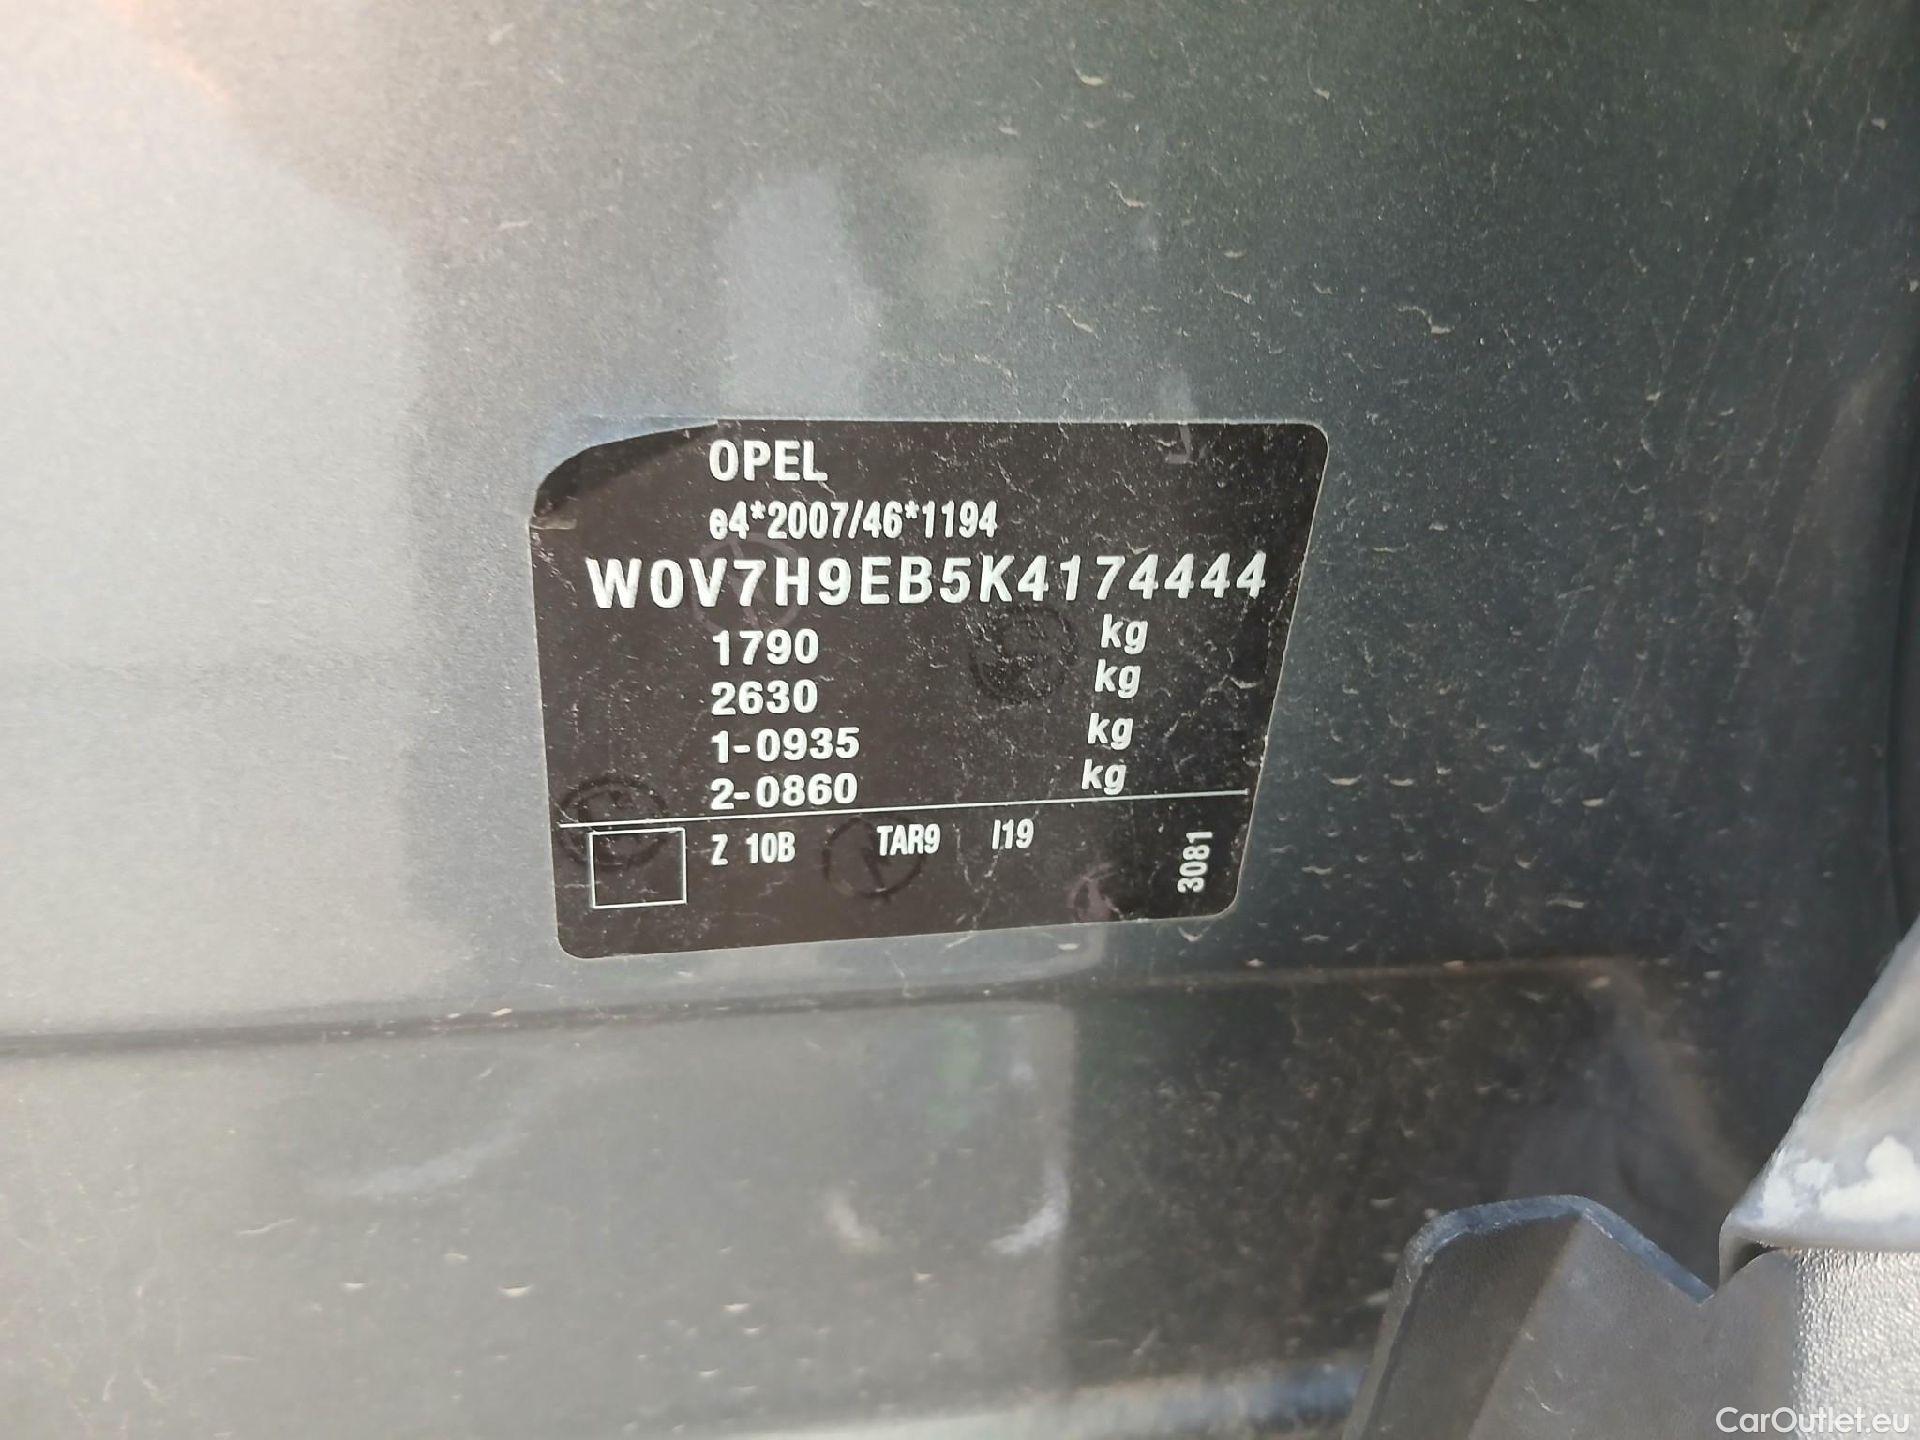 OPEL
e4*2007/46*1194
W0V7H9EB5K4174444
1790 kg
2630 kg
1-0935 kg
2-0860 kg
Z 10B TAR9 I19
3081
CarOutlet.eu